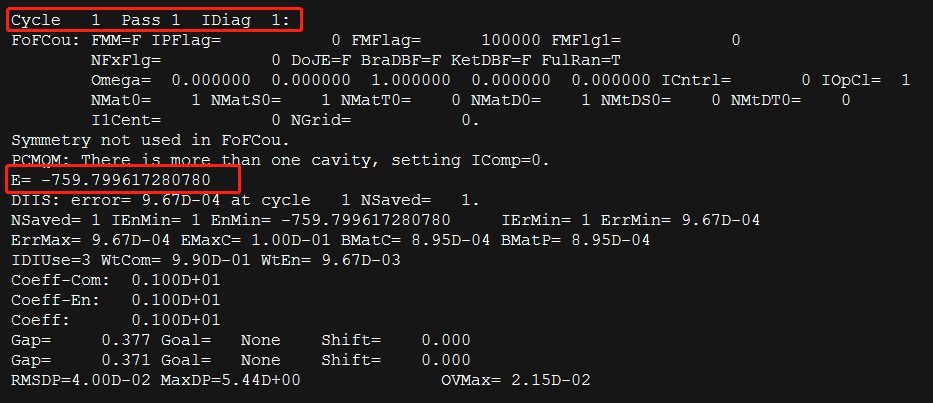 Cycle   1  Pass 1  IDiag  1:
FoFCou: FMM=F IPFlag=           0 FMFlag=      100000 FMFlg1=           0
        NFxFlg=           0 DoJE=F BraDBF=F KetDBF=F FulRan=T
        Omega=  0.000000  0.000000  1.000000  0.000000  0.000000 ICntrl=       0 IOpCl=  1
        NMat0=    1 NMatS0=    1 NMatT0=    0 NMatD0=    1 NMtDS0=    0 NMtDT0=    0
        I1Cent=           0 NGrid=           0.
Symmetry not used in FoFCou.
PCMQM: There is more than one cavity, setting IComp=0.
E= -759.799617280780
DIIS: error= 9.67D-04 at cycle   1 NSaved=   1.
NSaved= 1 IEnMin= 1 EnMin= -759.799617280780     IErMin= 1 ErrMin= 9.67D-04
ErrMax= 9.67D-04 EMaxC= 1.00D-01 BMatC= 8.95D-04 BMatP= 8.95D-04
IDIUse=3 WtCom= 9.90D-01 WtEn= 9.67D-03
Coeff-Com:  0.100D+01
Coeff-En:   0.100D+01
Coeff:      0.100D+01
Gap=     0.377 Goal=   None    Shift=    0.000
Gap=     0.371 Goal=   None    Shift=    0.000
RMSDP=4.00D-02 MaxDP=5.44D+00              OVMax= 2.15D-02